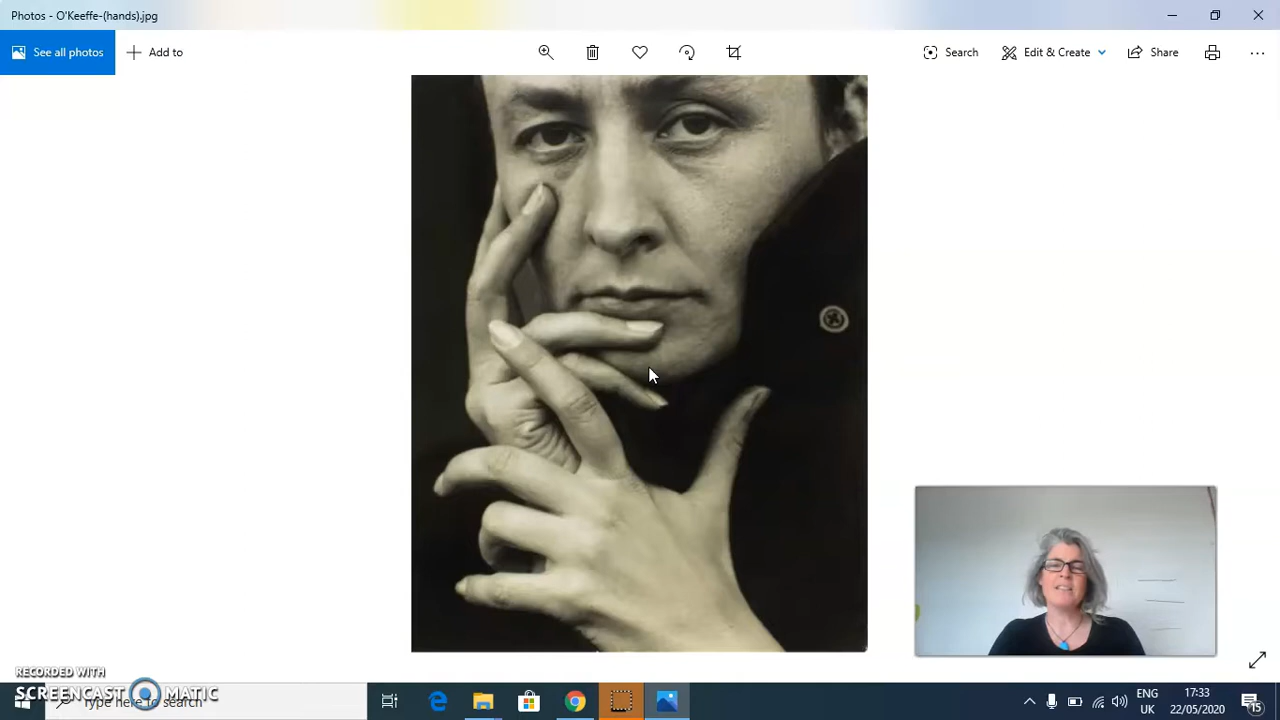 Photos - O'Keeffe-(hands).jpg
See all photos
Add to
Search
Edit & Create
Share
RECORDED WITH
SCREENCAST MATIC
Type here to search
ENG
UK
17:33
22/05/2020
15